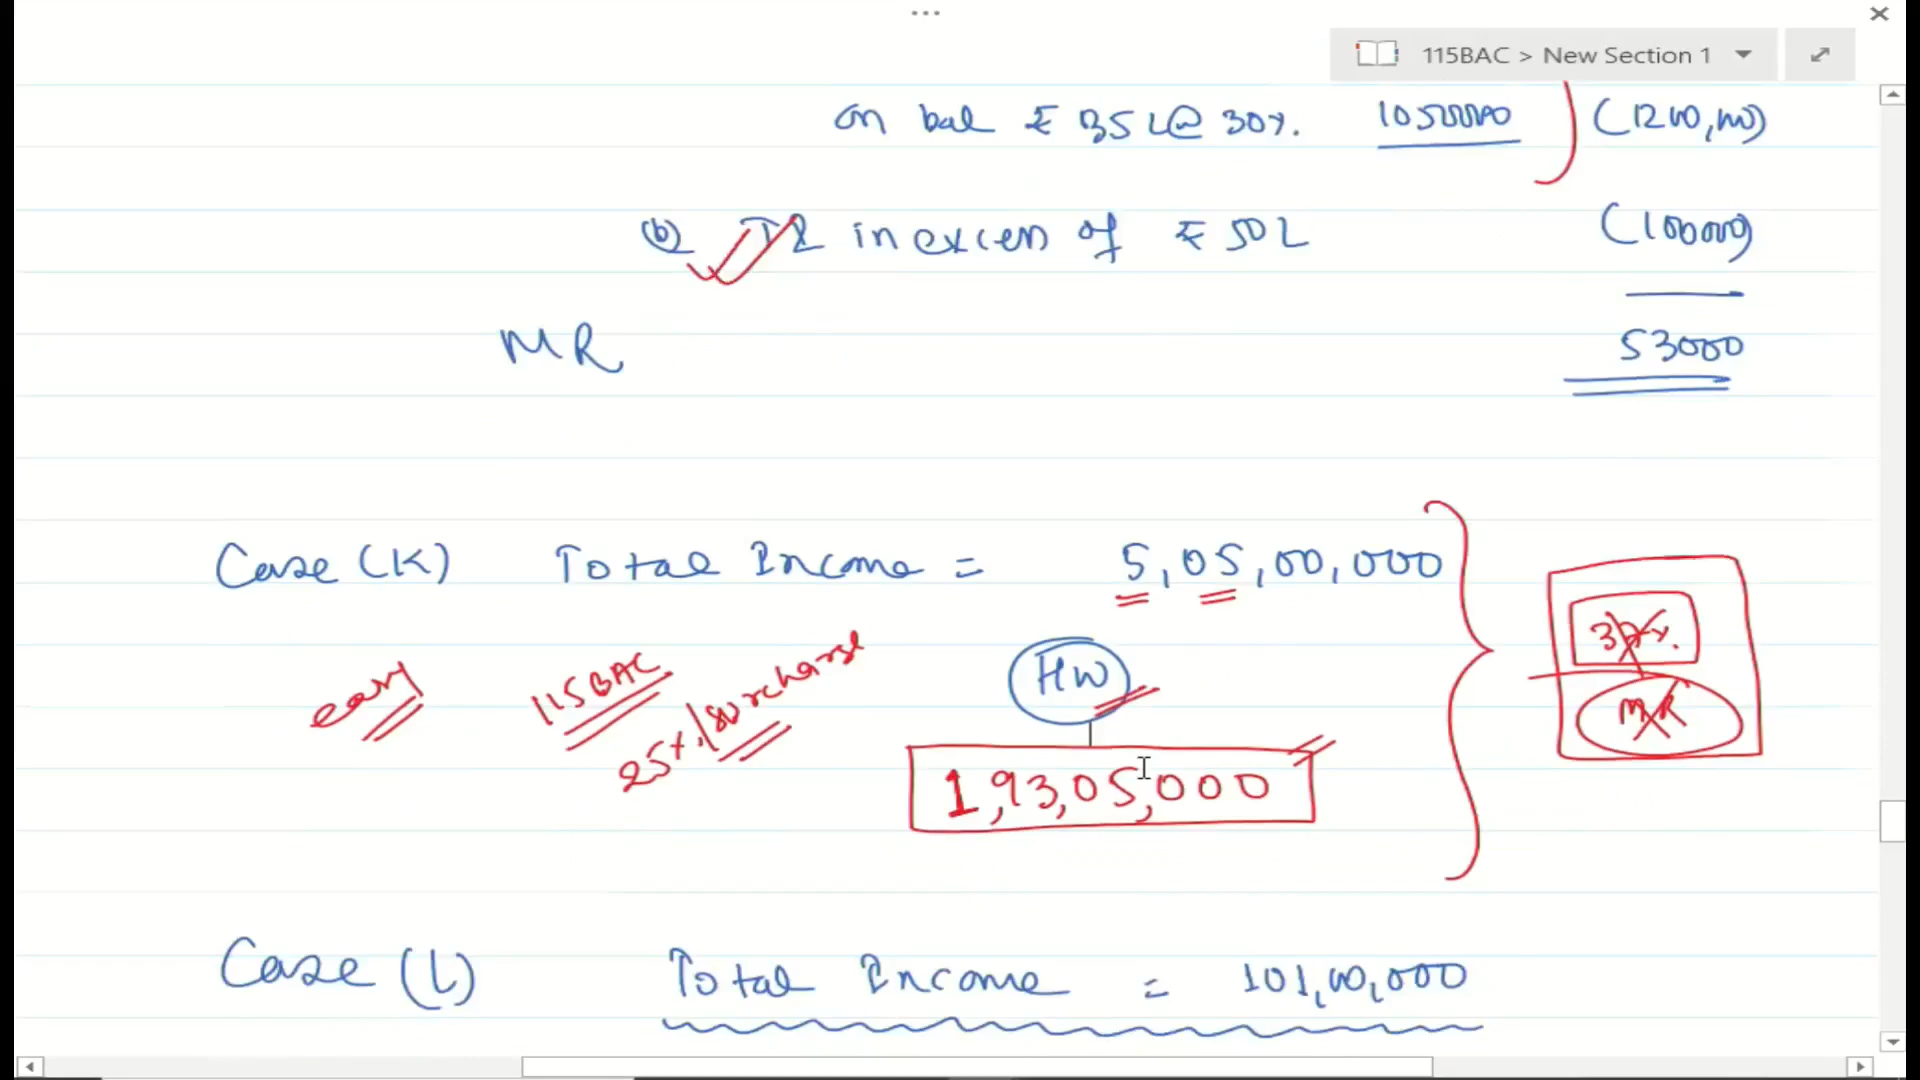 115BAC > New Section 1
on bal ₹ 35 L @ 30%. 1050000 (1200,000)
(b) TI in excess of ₹ 50 L (100000)
MR 53000
Case (K) Total Income = 5,05,00,000
easy 115BAC 25% surcharge HW 37%. MR
1,93,05,000
Case (L) Total Income = 101,00,000